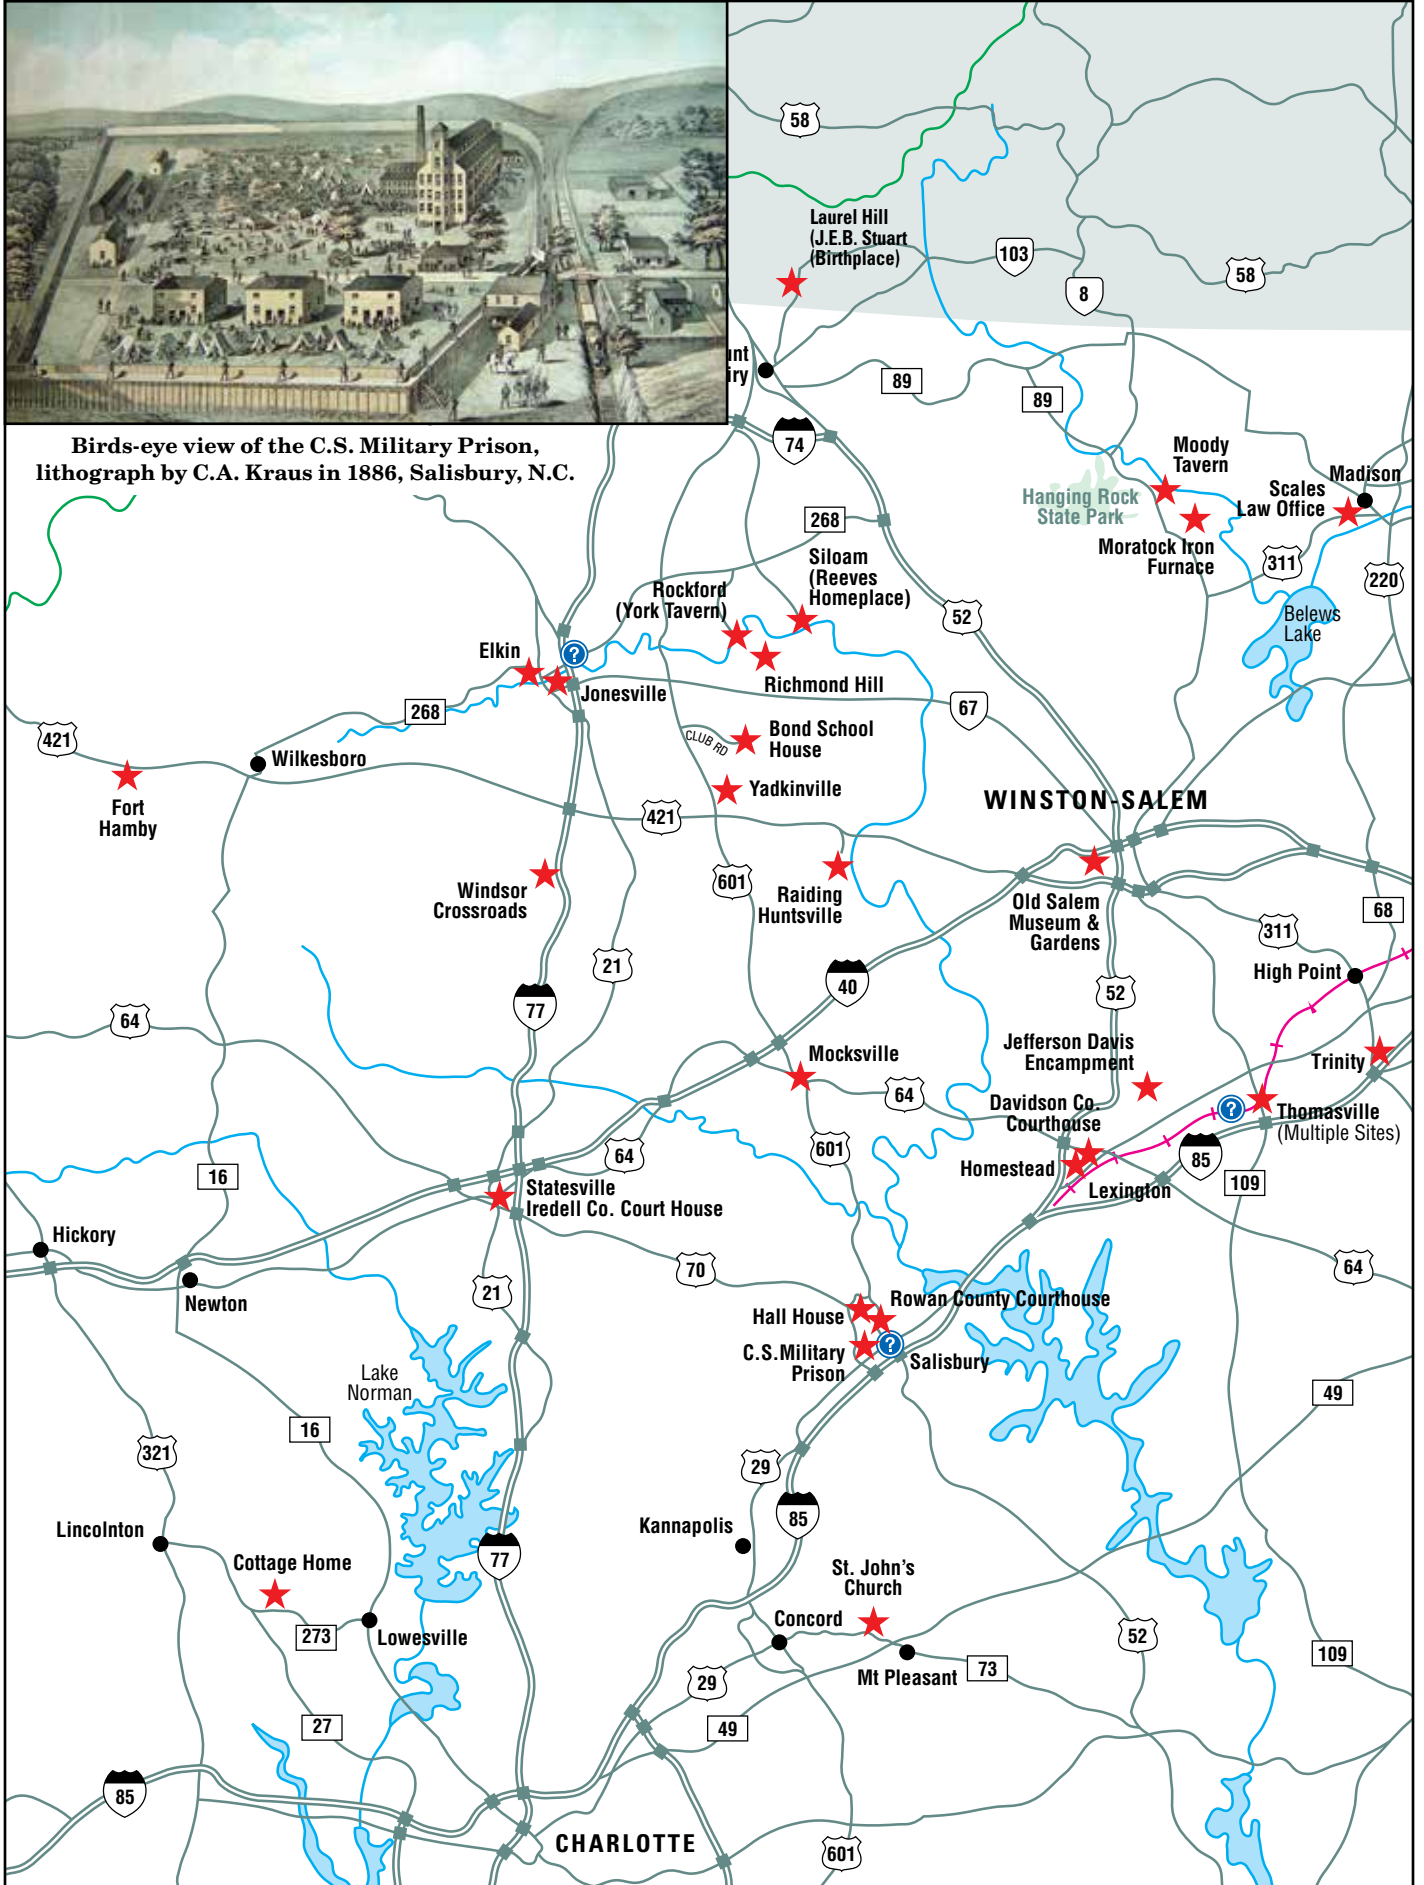 Birds-eye view of the C.S. Military Prison,
lithograph by C.A. Kraus in 1886, Salisbury, N.C.
58
Laurel Hill
(J.E.B. Stuart
(Birthplace)
103
58
8
unt
iry
89
89
74
Moody
Tavern
Madison
Hanging Rock
State Park
Scales
Law Office
268
Moratock Iron
Furnace
311
220
Siloam
(Reeves
Homeplace)
Rockford
(York Tavern)
52
Belews
Lake
?
Elkin
Jonesville
Richmond Hill
268
67
421
CLUB RD
Bond School
House
Wilkesboro
Yadkinville
WINSTON-SALEM
Fort
Hamby
421
601
Windsor
Crossroads
Raiding
Huntsville
Old Salem
Museum &
Gardens
68
311
21
High Point
40
77
52
64
Jefferson Davis
Encampment
Mocksville
Trinity
64
Davidson Co.
Courthouse
?
Thomasville
(Multiple Sites)
601
64
85
Homestead
16
109
Lexington
Statesville
Iredell Co. Court House
Hickory
70
64
21
Newton
Rowan County Courthouse
Hall House
?
C.S.Military
Prison
Salisbury
Lake
Norman
49
16
321
29
85
Lincolnton
Kannapolis
77
Cottage Home
St. John's
Church
Concord
273
Lowesville
52
109
Mt Pleasant
73
29
27
49
85
CHARLOTTE
601